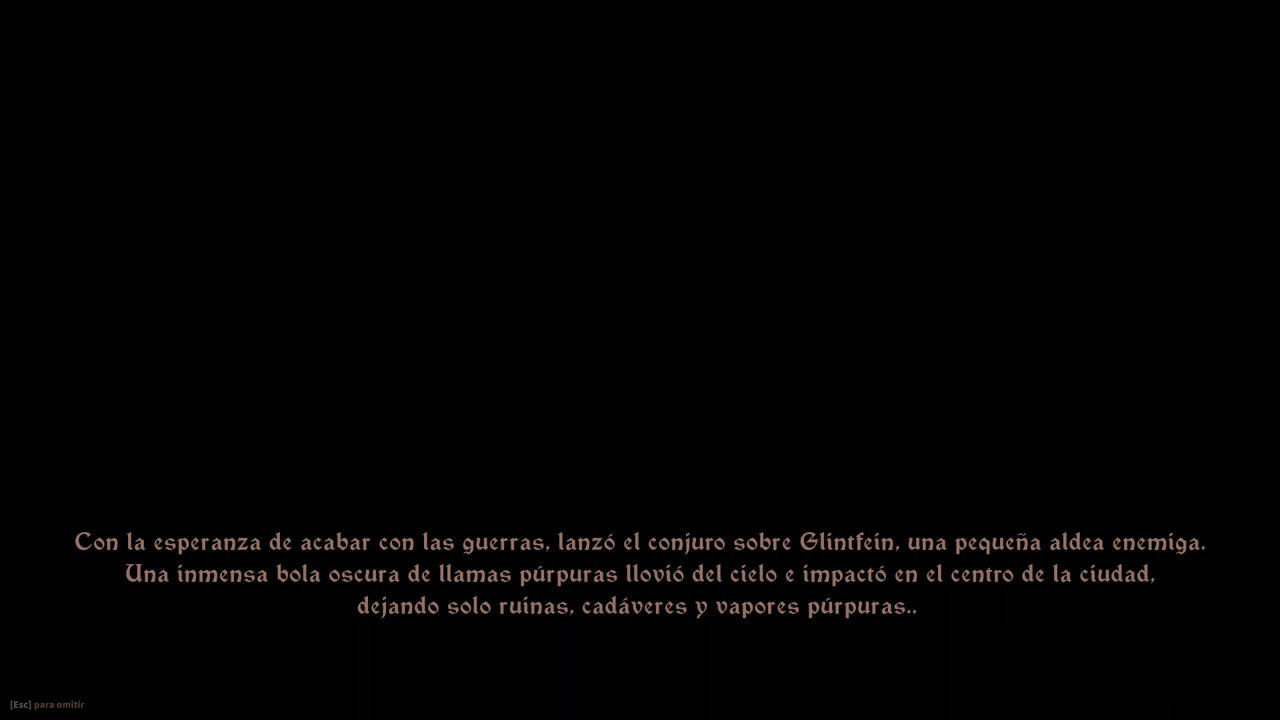 Con la esperanza de acabar con las guerras, lanzó el conjuro sobre Glintfein, una pequeña aldea enemiga.
Una inmensa bola oscura de llamas púrpuras llovió del cielo e impactó en el centro de la ciudad,
dejando solo ruinas, cadáveres y vapores púrpuras..
[Esc] para omitir